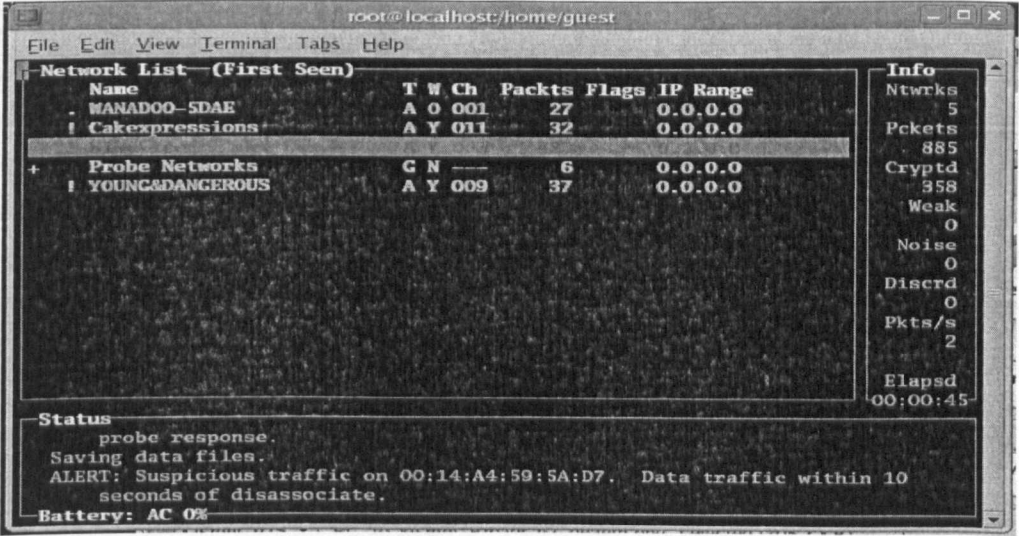 root@localhost:/home/guest
File Edit View Terminal Tabs Help
Network List—(First Seen)
Name T W Ch Packts Flags IP Range
. WANADOO-5DAE A O 001 27 0.0.0.0
! Cakexpressions A Y 011 32 0.0.0.0
+ Probe Networks G N --- 6 0.0.0.0
! YOUNG&DANGEROUS A Y 009 37 0.0.0.0
Info
Ntwrks
5
Pckets
885
Cryptd
358
Weak
0
Noise
0
Discrd
0
Pkts/s
2
Elapsd
00:00:45
Status
probe response.
Saving data files.
ALERT: Suspicious traffic on 00:14:A4:59:5A:D7. Data traffic within 10
seconds of disassociate.
Battery: AC 0%